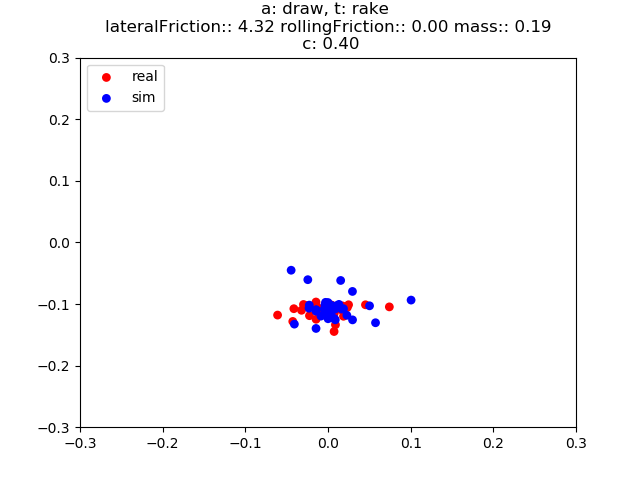 a: draw, t: rake
lateralFriction:: 4.32 rollingFriction:: 0.00 mass:: 0.19
c: 0.40
real
sim
0.3
0.2
0.1
0.0
−0.1
−0.2
−0.3
−0.3 −0.2 −0.1 0.0 0.1 0.2 0.3